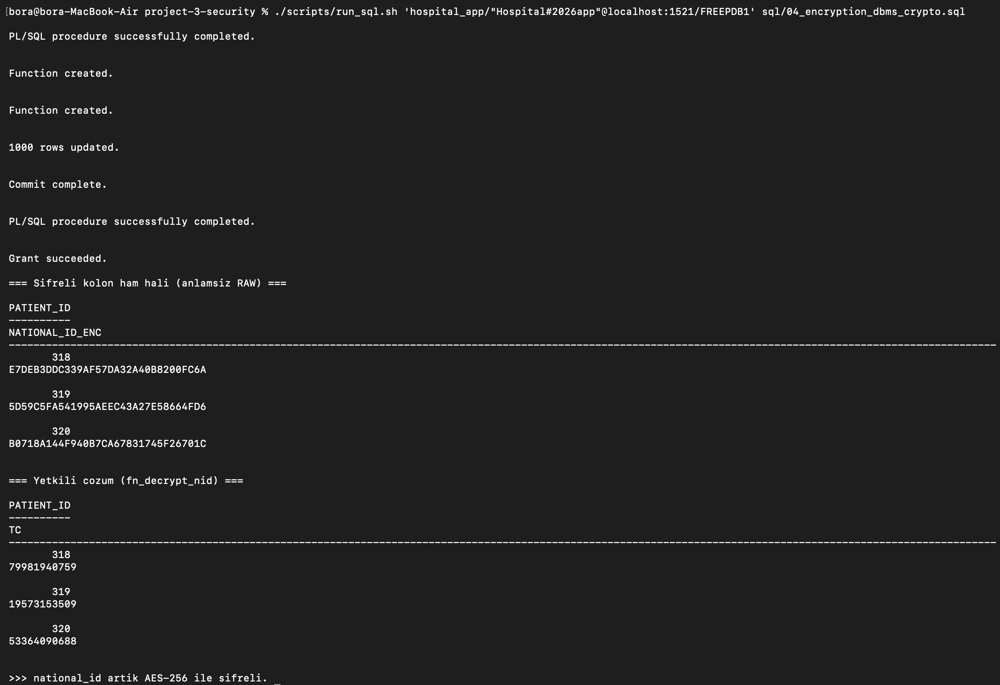 bora@bora-MacBook-Air project-3-security % ./scripts/run_sql.sh 'hospital_app/"Hospital#2026app"@localhost:1521/FREEPDB1' sql/04_encryption_dbms_crypto.sql
PL/SQL procedure successfully completed.
Function created.
Function created.
1000 rows updated.
Commit complete.
PL/SQL procedure successfully completed.
Grant succeeded.
=== Sifreli kolon ham hali (anlamsiz RAW) ===
PATIENT_ID
----------
NATIONAL_ID_ENC
----------------------------------------------------------------------------------------------------------------------------------------------------------------
318
E7DEB3DDC339AF57DA32A40B8200FC6A
319
5D59C5FA541995AEEC43A27E58664FD6
320
B0718A144F940B7CA67831745F26701C
=== Yetkili cozum (fn_decrypt_nid) ===
PATIENT_ID
----------
TC
----------------------------------------------------------------------------------------------------------------------------------------------------------------
318
79981940759
319
19573153509
320
53364090688
>>> national_id artik AES-256 ile sifreli.